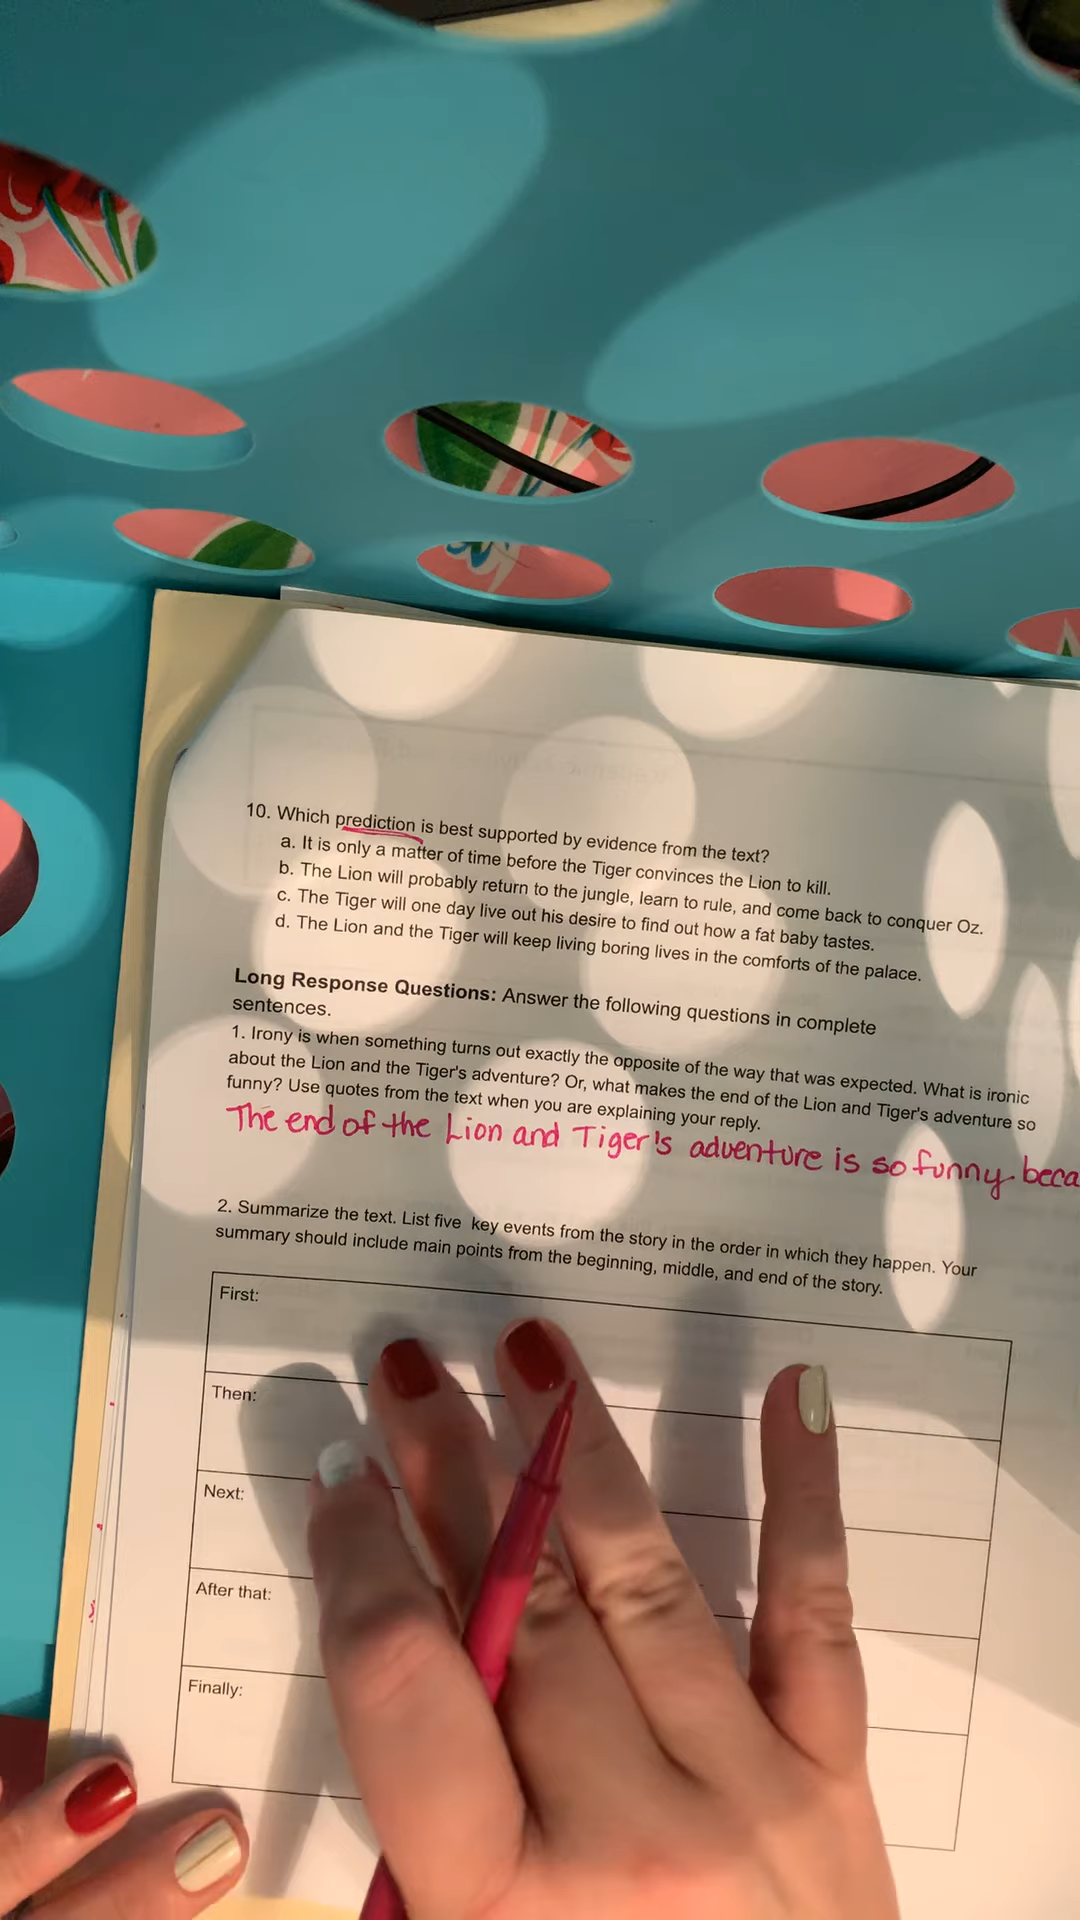 10. Which prediction is best supported by evidence from the text?
a. It is only a matter of time before the Tiger convinces the Lion to kill.
b. The Lion will probably return to the jungle, learn to rule, and come back to conquer Oz.
c. The Tiger will one day live out his desire to find out how a fat baby tastes.
d. The Lion and the Tiger will keep living boring lives in the comforts of the palace.
Long Response Questions: Answer the following questions in complete
sentences.
1. Irony is when something turns out exactly the opposite of the way that was expected. What is ironic
about the Lion and the Tiger's adventure? Or, what makes the end of the Lion and Tiger's adventure so
funny? Use quotes from the text when you are explaining your reply.
The end of the Lion and Tiger's adventure is so funny beca
2. Summarize the text. List five key events from the story in the order in which they happen. Your
summary should include main points from the beginning, middle, and end of the story.
First:
Then:
Next:
After that:
Finally: